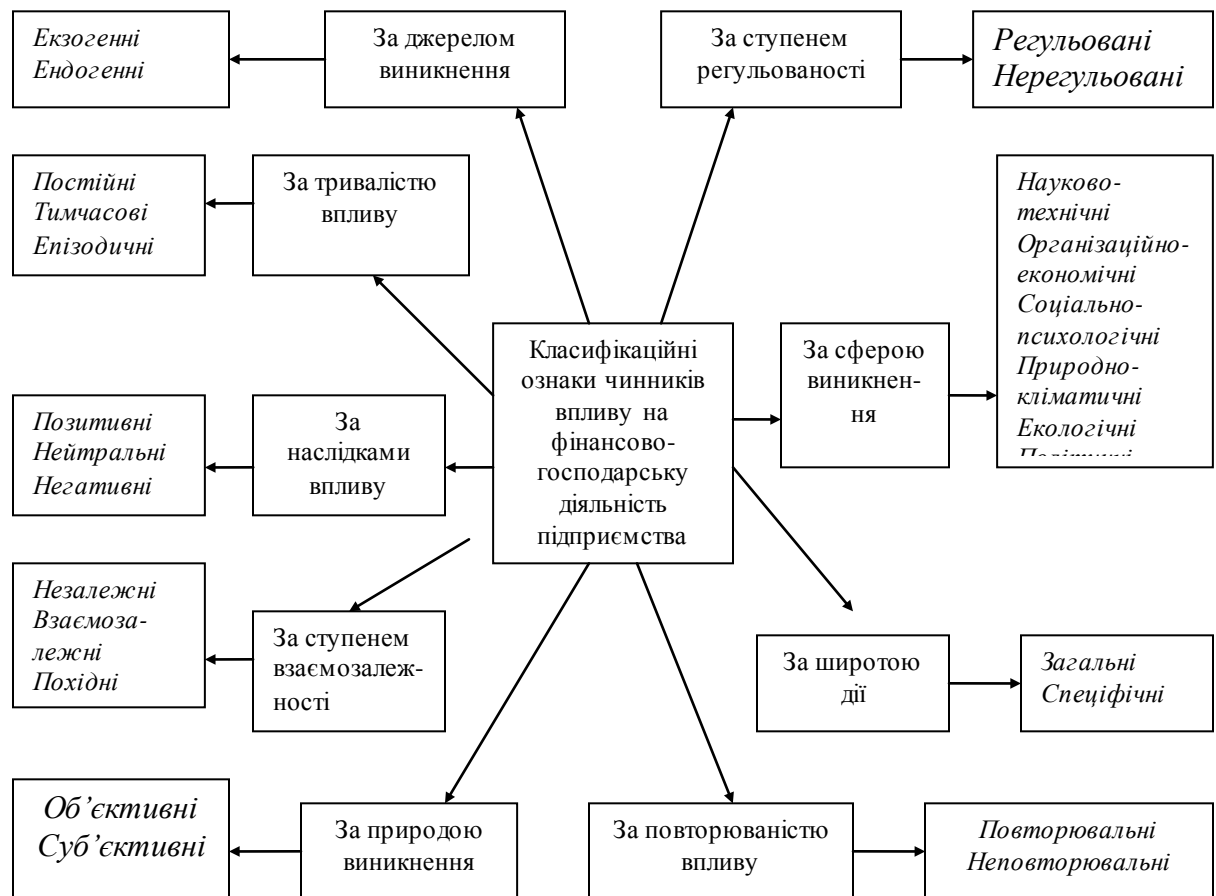 Екзогенні
Ендогенні
За джерелом
виникнення
За ступенем
регульованості
Регульовані
Нерегульовані
Постійні
Тимчасові
Епізодичні
За тривалістю
впливу
Науково-
технічні
Організаційно-
економічні
Соціально-
психологічні
Природно-
кліматичні
Екологічні
Класифікаційні
ознаки чинників
впливу на
фінансово-
господарську
діяльність
підприємства
За сферою
виникнен-
ня
Позитивні
Нейтральні
Негативні
За
наслідками
впливу
Незалежні
Взаємоза-
лежні
Похідні
За ступенем
взаємозалеж-
ності
За широтою
дії
Загальні
Спеціфічні
Об’єктивні
Суб’єктивні
За природою
виникнення
За повторюваністю
впливу
Повторювальні
Неповторювальні